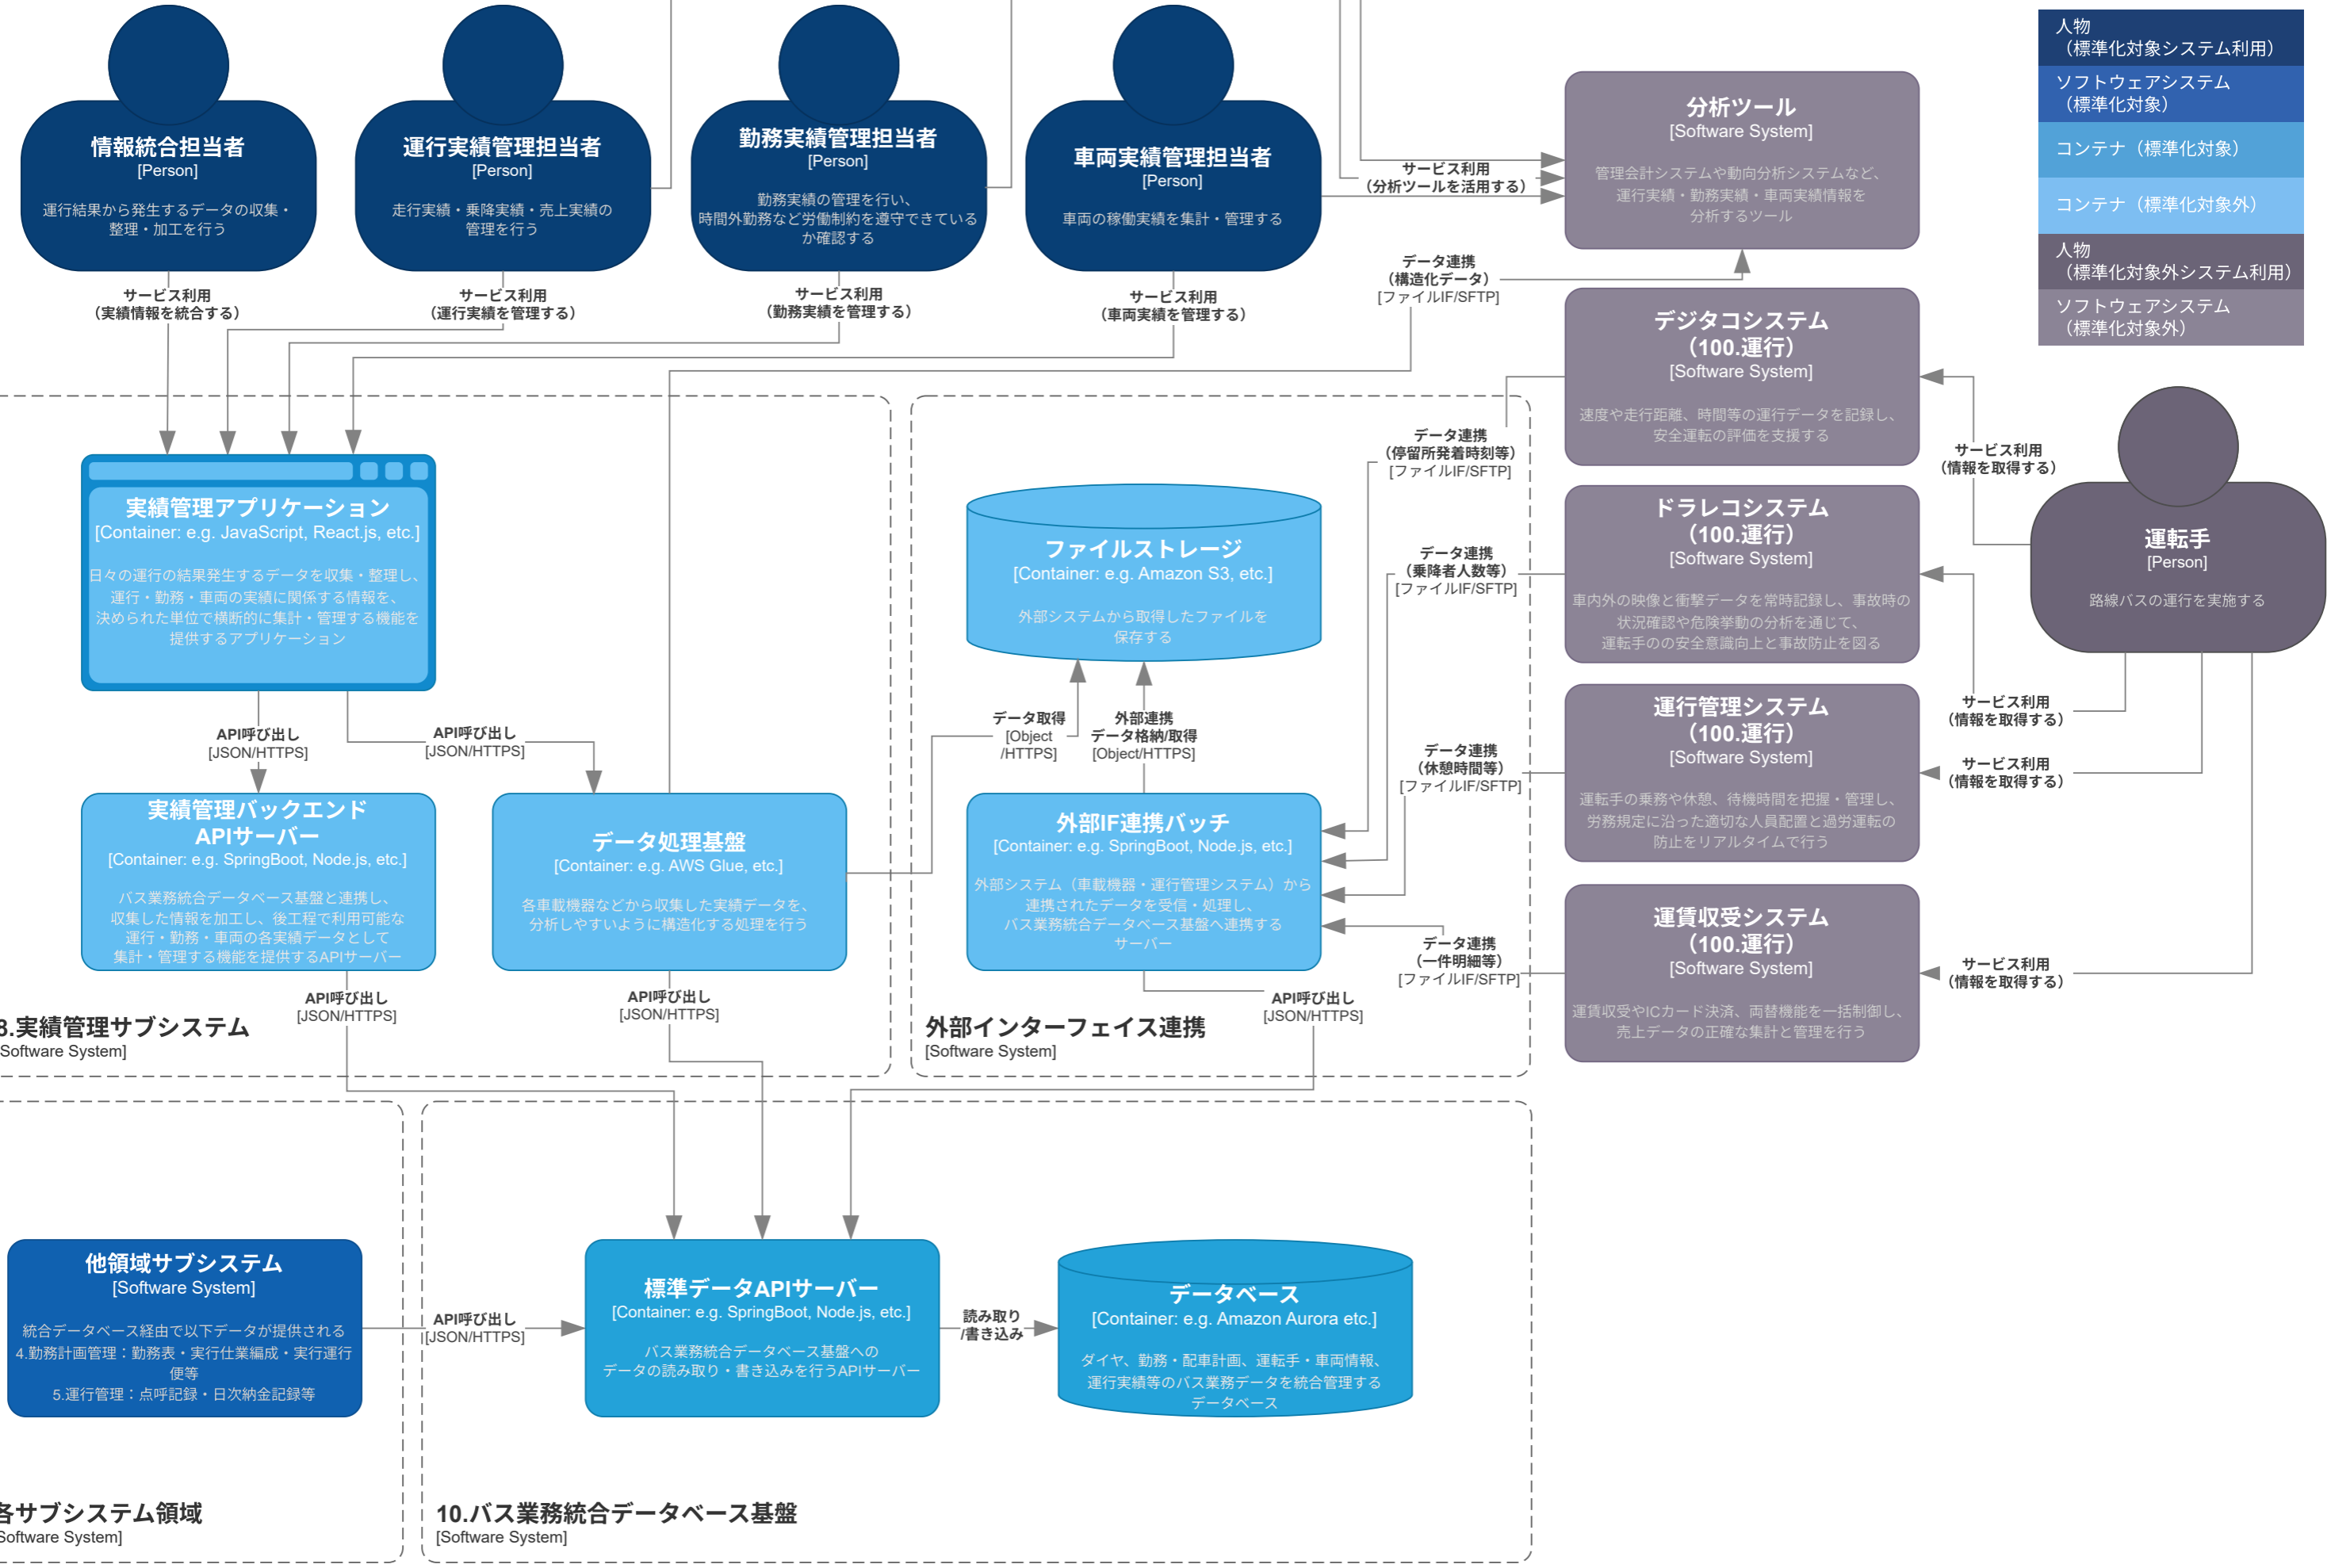 情報統合担当者
[Person]
運行結果から発生するデータの収集・
整理・加工を行う
運行実績管理担当者
[Person]
走行実績・乗降実績・売上実績の
管理を行う
勤務実績管理担当者
[Person]
勤務実績の管理を行い、
時間外勤務など労働制約を遵守できている
か確認する
車両実績管理担当者
[Person]
車両の稼働実績を集計・管理する
サービス利用
（分析ツールを活用する）
分析ツール
[Software System]
管理会計システムや動向分析システムなど、
運行実績・勤務実績・車両実績情報を
分析するツール
人物
（標準化対象システム利用）
ソフトウェアシステム
（標準化対象）
コンテナ（標準化対象）
コンテナ（標準化対象外）
人物
（標準化対象外システム利用）
ソフトウェアシステム
（標準化対象外）
サービス利用
（実績情報を統合する）
サービス利用
（運行実績を管理する）
サービス利用
（勤務実績を管理する）
サービス利用
（車両実績を管理する）
データ連携
（構造化データ）
[ファイルIF/SFTP]
デジタコシステム
（100.運行）
[Software System]
速度や走行距離、時間等の運行データを記録し、
安全運転の評価を支援する
データ連携
（停留所発着時刻等）
[ファイルIF/SFTP]
サービス利用
（情報を取得する）
実績管理アプリケーション
[Container: e.g. JavaScript, React.js, etc.]
日々の運行の結果発生するデータを収集・整理し、
運行・勤務・車両の実績に関係する情報を、
決められた単位で横断的に集計・管理する機能を
提供するアプリケーション
ファイルストレージ
[Container: e.g. Amazon S3, etc.]
外部システムから取得したファイルを
保存する
データ連携
（乗降者人数等）
[ファイルIF/SFTP]
ドラレコシステム
（100.運行）
[Software System]
車内外の映像と衝撃データを常時記録し、事故時の
状況確認や危険挙動の分析を通じて、
運転手のの安全意識向上と事故防止を図る
運転手
[Person]
路線バスの運行を実施する
API呼び出し
[JSON/HTTPS]
API呼び出し
[JSON/HTTPS]
データ取得
[Object
/HTTPS]
外部連携
データ格納/取得
[Object/HTTPS]
データ連携
（休憩時間等）
[ファイルIF/SFTP]
運行管理システム
（100.運行）
[Software System]
運転手の乗務や休憩、待機時間を把握・管理し、
労務規定に沿った適切な人員配置と過労運転の
防止をリアルタイムで行う
サービス利用
（情報を取得する）
サービス利用
（情報を取得する）
実績管理バックエンド
APIサーバー
[Container: e.g. SpringBoot, Node.js, etc.]
バス業務統合データベース基盤と連携し、
収集した情報を加工し、後工程で利用可能な
運行・勤務・車両の各実績データとして
集計・管理する機能を提供するAPIサーバー
データ処理基盤
[Container: e.g. AWS Glue, etc.]
各車載機器などから収集した実績データを、
分析しやすいように構造化する処理を行う
外部IF連携バッチ
[Container: e.g. SpringBoot, Node.js, etc.]
外部システム（車載機器・運行管理システム）から
連携されたデータを受信・処理し、
バス業務統合データベース基盤へ連携する
サーバー
データ連携
（一件明細等）
[ファイルIF/SFTP]
運賃収受システム
（100.運行）
[Software System]
運賃収受やICカード決済、両替機能を一括制御し、
売上データの正確な集計と管理を行う
サービス利用
（情報を取得する）
8.実績管理サブシステム
[Software System]
API呼び出し
[JSON/HTTPS]
API呼び出し
[JSON/HTTPS]
外部インターフェイス連携
[Software System]
API呼び出し
[JSON/HTTPS]
他領域サブシステム
[Software System]
統合データベース経由で以下データが提供される
4.勤務計画管理：勤務表・実行仕業編成・実行運行
便等
5.運行管理：点呼記録・日次納金記録等
API呼び出し
[JSON/HTTPS]
標準データAPIサーバー
[Container: e.g. SpringBoot, Node.js, etc.]
バス業務統合データベース基盤への
データの読み取り・書き込みを行うAPIサーバー
読み取り
/書き込み
データベース
[Container: e.g. Amazon Aurora etc.]
ダイヤ、勤務・配車計画、運転手・車両情報、
運行実績等のバス業務データを統合管理する
データベース
各サブシステム領域
[Software System]
10.バス業務統合データベース基盤
[Software System]